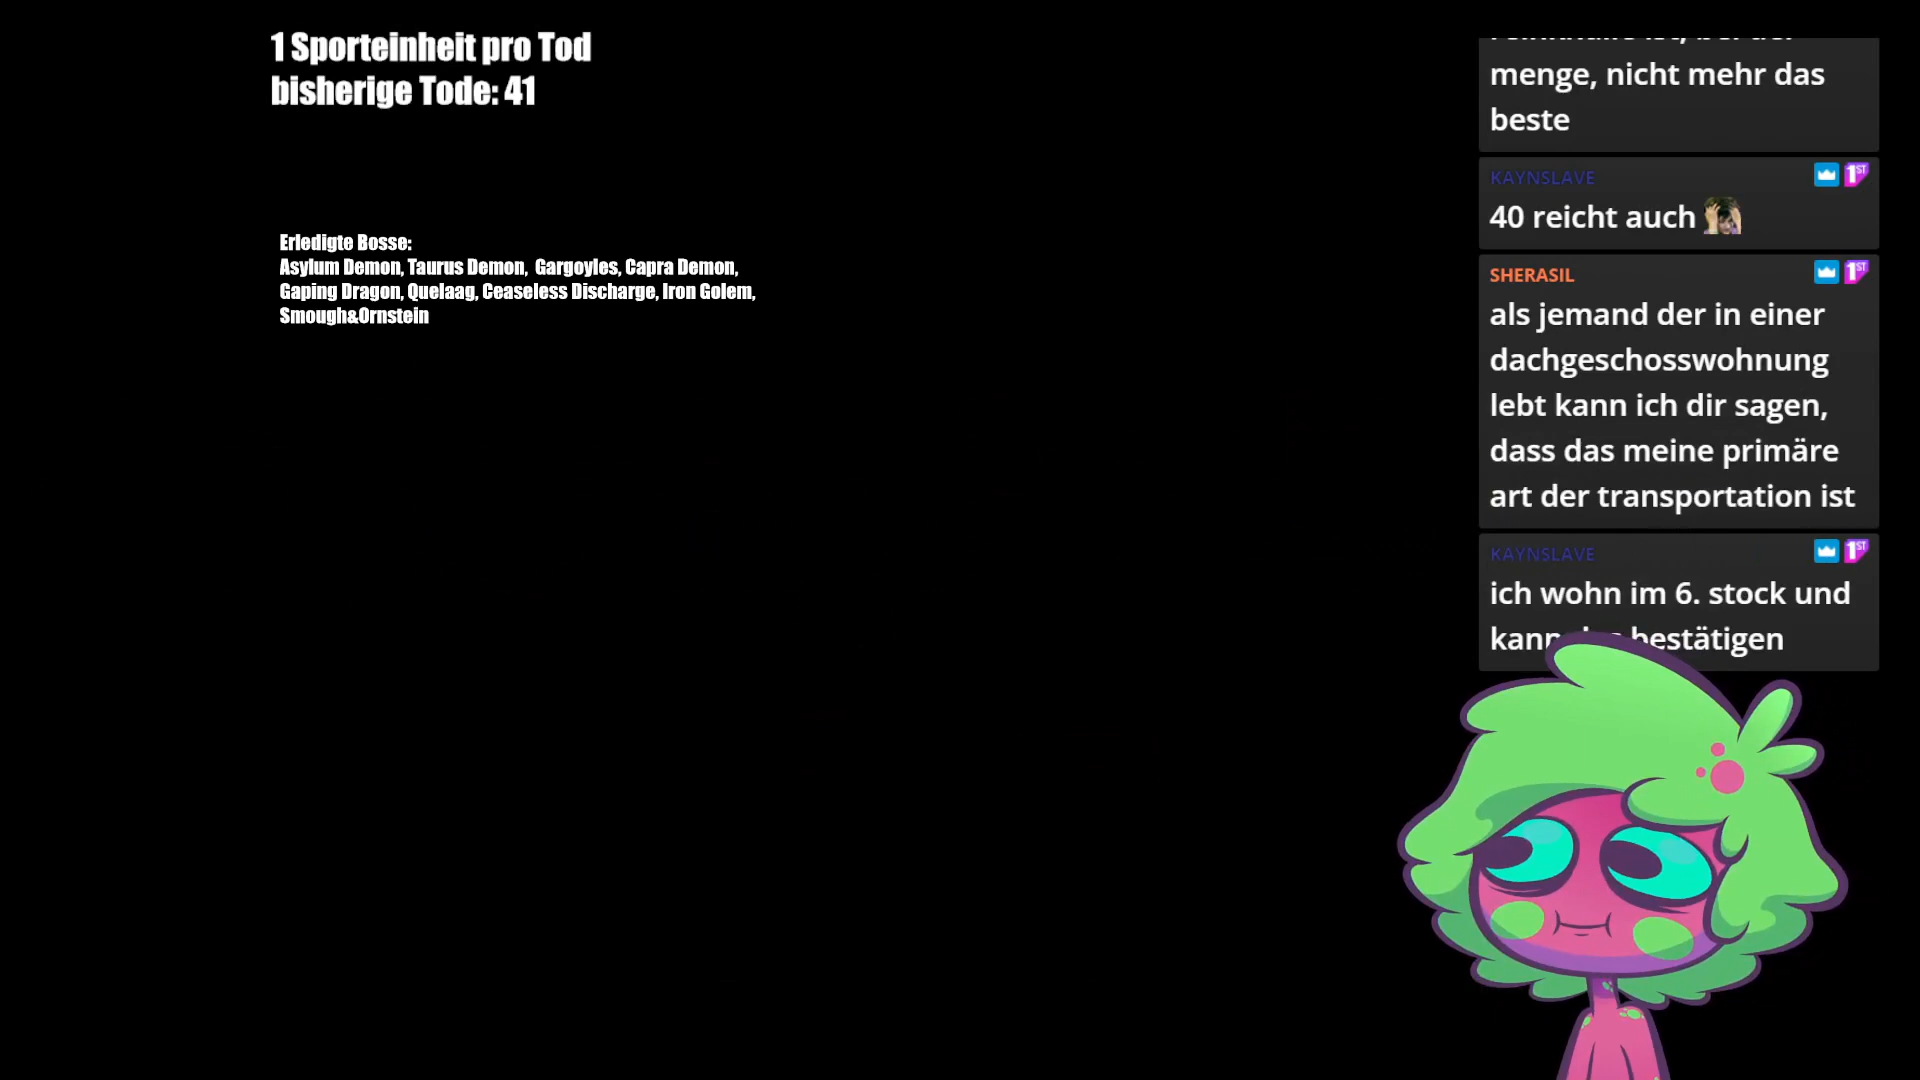 1 Sporteinheit pro Tod
bisherige Tode: 41
Erledigte Bosse:
Asylum Demon, Taurus Demon, Gargoyles, Capra Demon,
Gaping Dragon, Quelaag, Ceaseless Discharge, Iron Golem,
Smough&Ornstein
menge, nicht mehr das
beste
KAYNSLAVE
40 reicht auch
SHERASIL
als jemand der in einer
dachgeschosswohnung
lebt kann ich dir sagen,
dass das meine primäre
art der transportation ist
KAYNSLAVE
ich wohn im 6. stock und
bestätigen